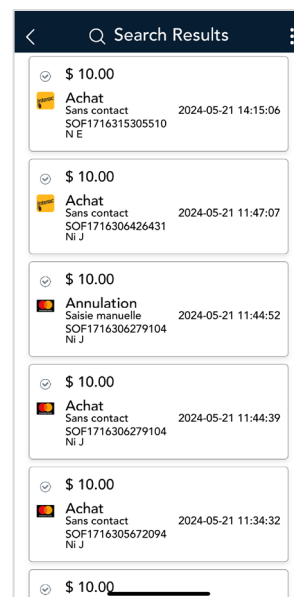 Search Results
$ 10.00
Interac
Achat
Sans contact 2024-05-21 14:15:06
SOF1716315305510
N E
$ 10.00
Interac
Achat
Sans contact 2024-05-21 11:47:07
SOF1716306426431
Ni J
$ 10.00
Annulation
Saisie manuelle 2024-05-21 11:44:52
SOF1716306279104
Ni J
$ 10.00
Achat
Sans contact 2024-05-21 11:44:39
SOF1716306279104
Ni J
$ 10.00
Achat
Sans contact 2024-05-21 11:34:32
SOF1716305672094
Ni J
$ 10.00